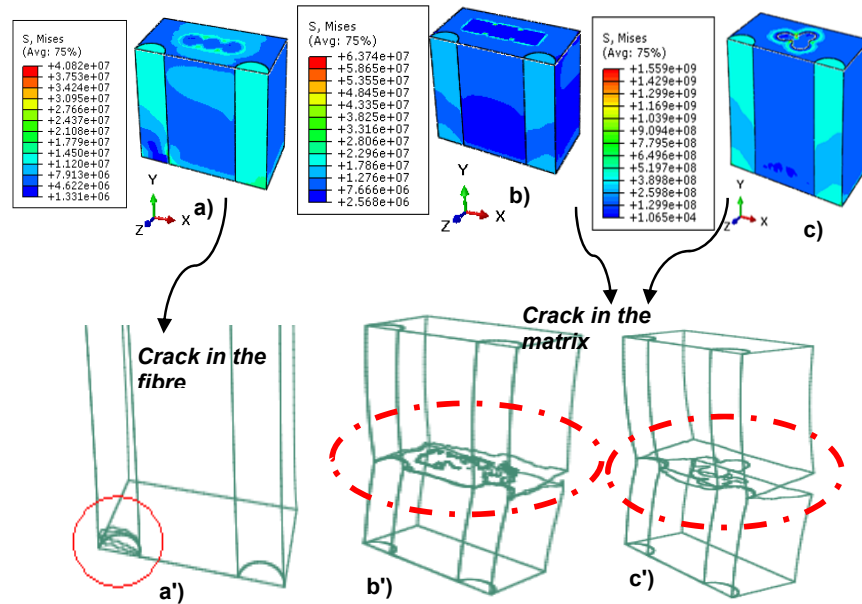 S, Mises
(Avg: 75%)
+4.082e+07
+3.753e+07
+3.424e+07
+3.095e+07
+2.766e+07
+2.437e+07
+2.108e+07
+1.779e+07
+1.450e+07
+1.120e+07
+7.913e+06
+4.622e+06
+1.331e+06
Y
X
Z
a)
S, Mises
(Avg: 75%)
+6.374e+07
+5.865e+07
+5.355e+07
+4.845e+07
+4.335e+07
+3.825e+07
+3.316e+07
+2.806e+07
+2.296e+07
+1.786e+07
+1.276e+07
+7.666e+06
+2.568e+06
Y
X
Z
b)
S, Mises
(Avg: 75%)
+1.559e+09
+1.429e+09
+1.299e+09
+1.169e+09
+1.039e+09
+9.094e+08
+7.795e+08
+6.496e+08
+5.197e+08
+3.898e+08
+2.598e+08
+1.299e+08
+1.065e+04
Y
X
Z
c)
Crack in the
fibre
Crack in the
matrix
a')
b')
c')